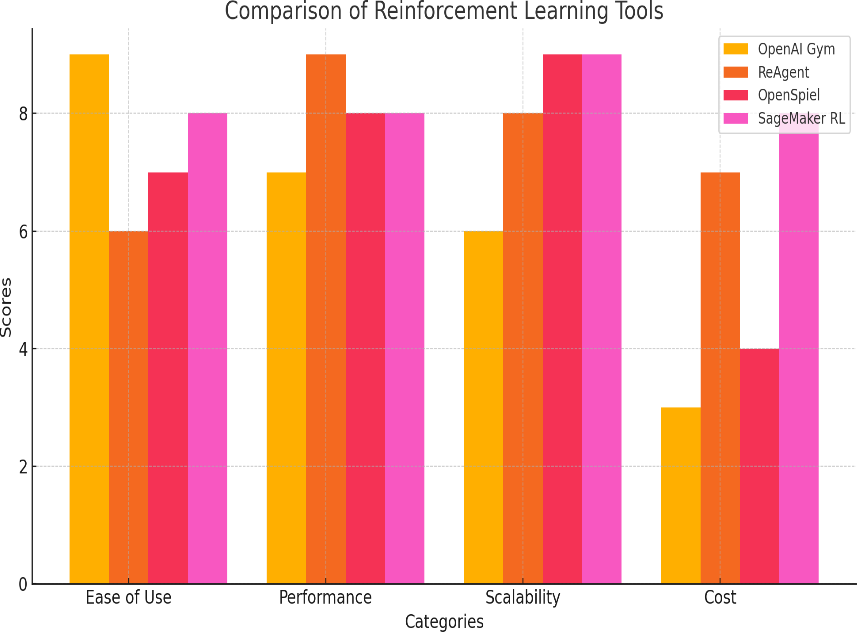 Comparison of Reinforcement Learning Tools
OpenAI Gym
ReAgent
OpenSpiel
SageMaker RL
8
6
4
2
0
Scores
Ease of Use
Performance
Scalability
Cost
Categories